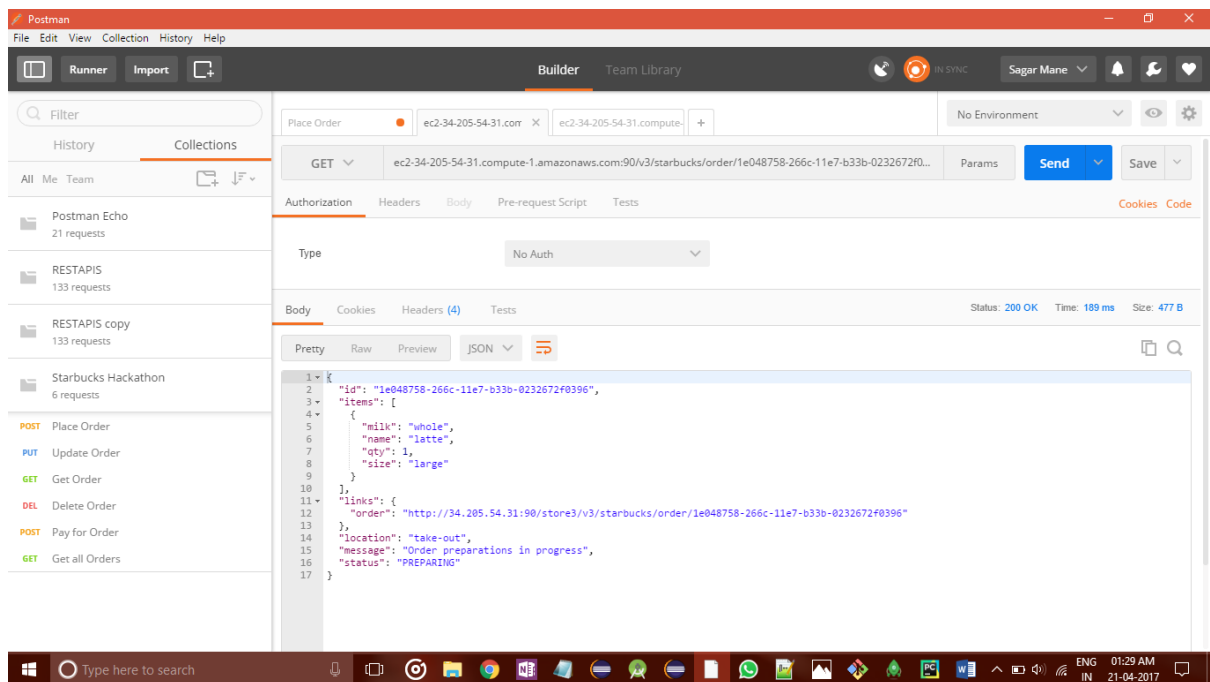 Postman
File Edit View Collection History Help
Runner Import Builder Team Library IN SYNC Sagar Mane
Filter
History Collections
All Me Team
Postman Echo
21 requests
RESTAPIS
133 requests
RESTAPIS copy
133 requests
Starbucks Hackathon
6 requests
POST Place Order
PUT Update Order
GET Get Order
DEL Delete Order
POST Pay for Order
GET Get all Orders
Place Order ec2-34-205-54-31.com ec2-34-205-54-31.compute- +
No Environment
GET ec2-34-205-54-31.compute-1.amazonaws.com:90/v3/starbucks/order/1e048758-266c-11e7-b33b-0232672f0... Params Send Save
Authorization Headers Body Pre-request Script Tests Cookies Code
Type No Auth
Body Cookies Headers (4) Tests Status: 200 OK Time: 189 ms Size: 477 B
Pretty Raw Preview JSON
1 {
2 "id": "1e048758-266c-11e7-b33b-0232672f0396",
3 "items": [
4 {
5 "milk": "whole",
6 "name": "latte",
7 "qty": 1,
8 "size": "large"
9 }
10 ],
11 "links": {
12 "order": "http://34.205.54.31:90/store3/v3/starbucks/order/1e048758-266c-11e7-b33b-0232672f0396"
13 },
14 "location": "take-out",
15 "message": "Order preparations in progress",
16 "status": "PREPARING"
17 }
Type here to search
ENG 01:29 AM
IN 21-04-2017